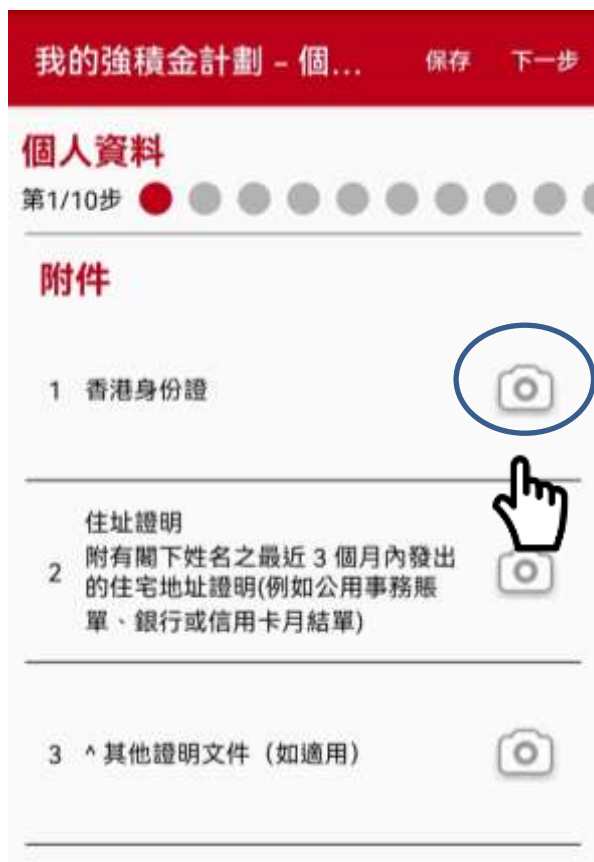 我的強積金計劃 – 個... 保存 下一步
個人資料
第1/10步
附件
1 香港身份證
住址證明
2 附有閣下姓名之最近 3 個月內發出
的住宅地址證明(例如公用事務賬
單、銀行或信用卡月結單)
3 ^ 其他證明文件（如適用）